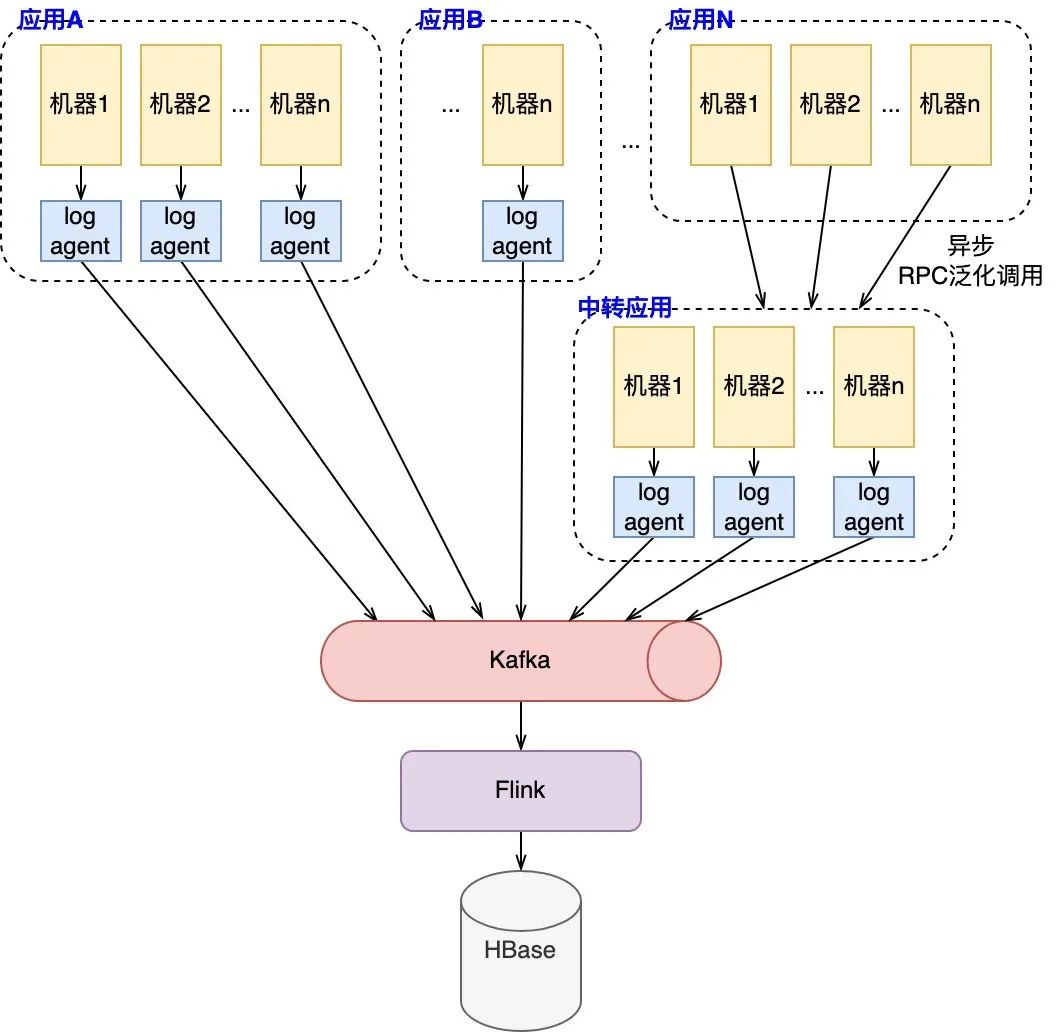 应用A
机器1
机器2
...
机器n
log
agent
log
agent
log
agent
应用B
...
机器n
log
agent
...
应用N
机器1
机器2
...
机器n
异步
RPC泛化调用
中转应用
机器1
机器2
...
机器n
log
agent
log
agent
log
agent
Kafka
Flink
HBase